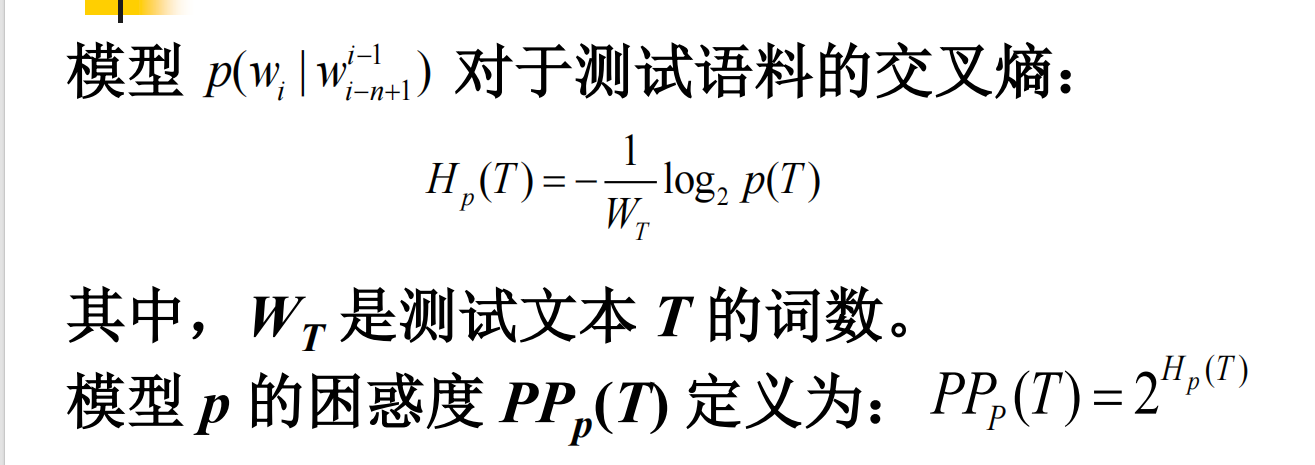 模型 p(w_i | w_{i-n+1}^{i-1}) 对于测试语料的交叉熵：
H_p(T) = -\frac{1}{W_T} \log_2 p(T)
其中，W_T 是测试文本 T 的词数。
模型 p 的困惑度 PP_p(T) 定义为： PP_P(T) = 2^{H_p(T)}